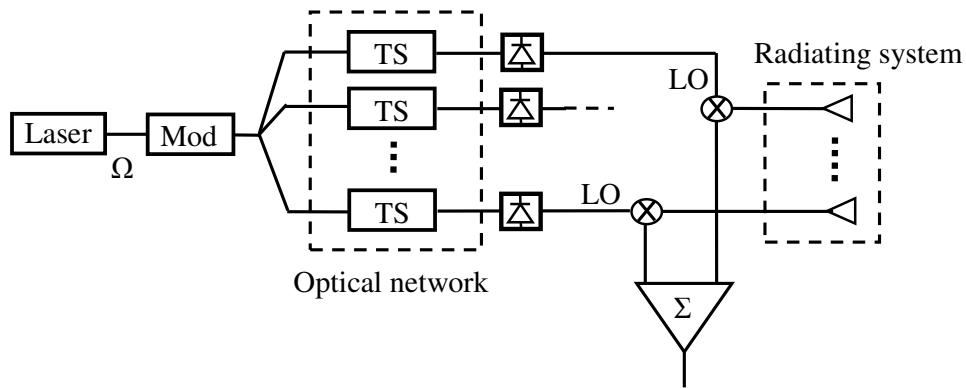 TS
Radiating system
LO
TS
Laser
Mod
Ω
TS
LO
Optical network
Σ